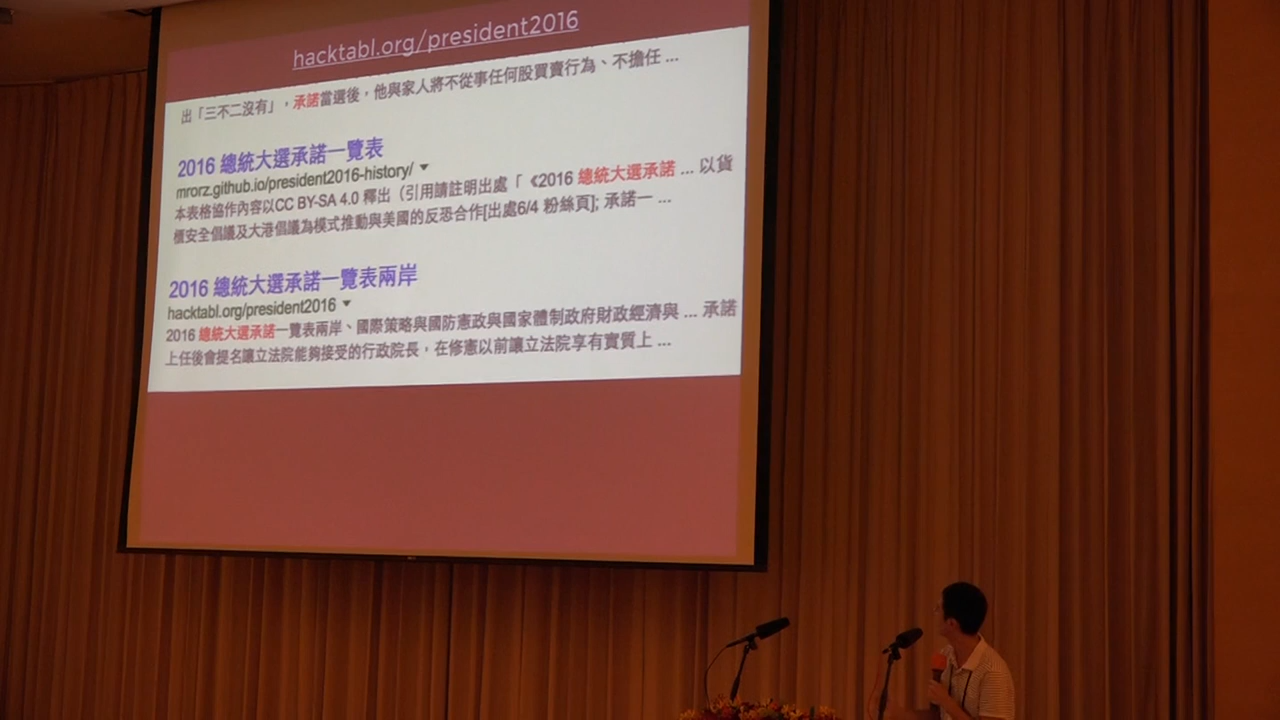 hacktabl.org/president2016
出「三不二沒有」，承諾當選後，他與家人將不從事任何股買賣行為、不擔任 ...
2016 總統大選承諾一覽表
mrorz.github.io/president2016-history/
本表格協作內容以CC BY-SA 4.0 釋出（引用請註明出處「《2016 總統大選承諾 ... 以貨
櫃安全倡議及大港倡議為模式推動與美國的反恐合作[出處6/4 粉絲頁]; 承諾一 ...
2016 總統大選承諾一覽表兩岸
hacktabl.org/president2016
2016 總統大選承諾一覽表兩岸、國際策略與國防憲政與國家體制政府財政經濟與 ... 承諾
上任後會提名讓立法院能夠接受的行政院長，在修憲以前讓立法院享有實質上 ...